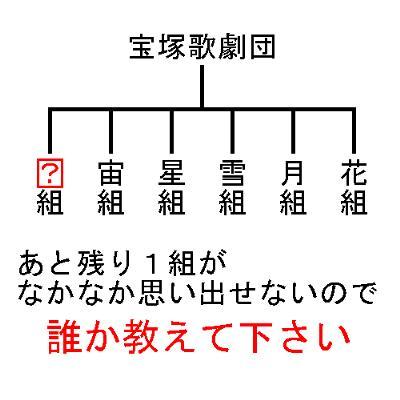 宝塚歌劇団
?組 宙組 星組 雪組 月組 花組
あと残り１組が
なかなか思い出せないので
誰か教えて下さい